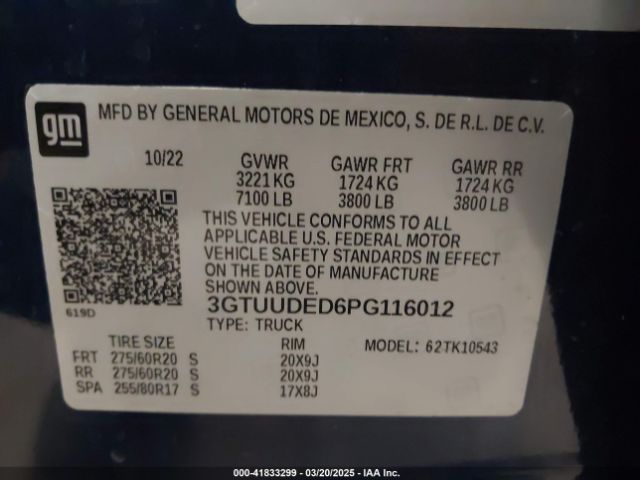 gm
MFD BY GENERAL MOTORS DE MEXICO, S. DE R.L. DE C.V.
10/22 GVWR GAWR FRT GAWR RR
3221 KG 1724 KG 1724 KG
7100 LB 3800 LB 3800 LB
THIS VEHICLE CONFORMS TO ALL
APPLICABLE U.S. FEDERAL MOTOR
VEHICLE SAFETY STANDARDS IN EFFECT
ON THE DATE OF MANUFACTURE
SHOWN ABOVE.
619D
3GTUUDED6PG116012
TYPE: TRUCK
TIRE SIZE RIM MODEL: 62TK10543
FRT 275/60R20 S 20X9J
RR 275/60R20 S 20X9J
SPA 255/80R17 S 17X8J
000-41833299 — 03/20/2025 - IAA Inc.